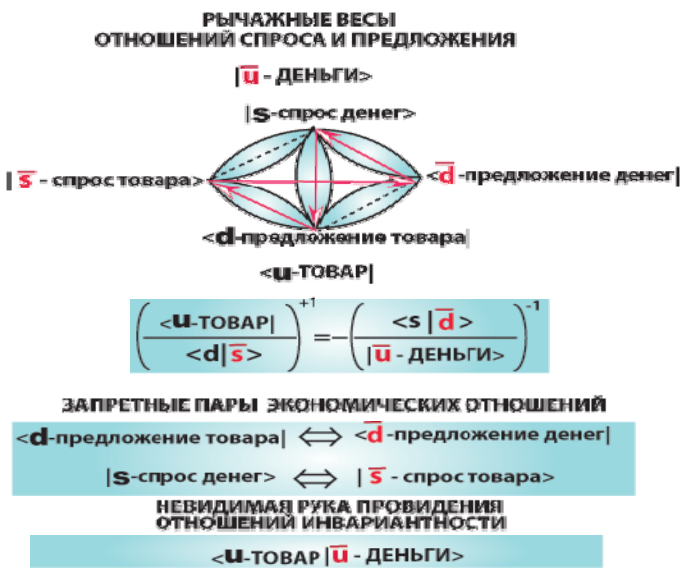 РЫЧАЖНЫЕ ВЕСЫ
ОТНОШЕНИЙ СПРОСА И ПРЕДЛОЖЕНИЯ
|u̅ - ДЕНЬГИ>
|s-спрос денег>
|s̅ - спрос товара>
<d̅ -предложение денег|
<d-предложение товара|
<u-ТОВАР|
(<u-ТОВАР| / <d|s̅>)⁺¹ = −(<s|d̅> / |u̅ - ДЕНЬГИ>)⁻¹
ЗАПРЕТНЫЕ ПАРЫ ЭКОНОМИЧЕСКИХ ОТНОШЕНИЙ
<d-предложение товара| ⇔ <d̅ -предложение денег|
|s-спрос денег> ⇔ | s̅ - спрос товара>
НЕВИДИМАЯ РУКА ПРОВИДЕНИЯ
ОТНОШЕНИЙ ИНВАРИАНТНОСТИ
<u-ТОВАР|u̅ - ДЕНЬГИ>